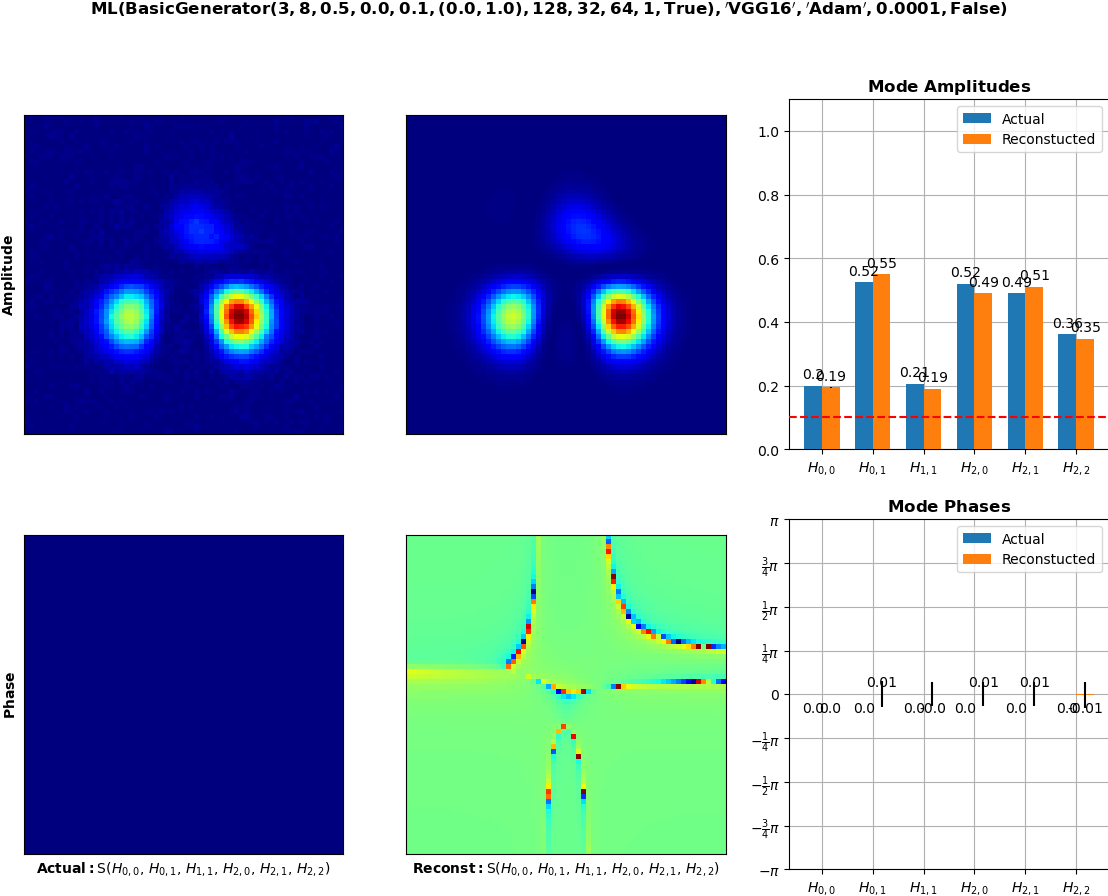 ML(BasicGenerator(3, 8, 0.5, 0.0, 0.1, (0.0, 1.0), 128, 32, 64, 1, True), 'VGG16', 'Adam', 0.0001, False)
Amplitude
Mode Amplitudes
Actual
Reconstucted
1.0
0.8
0.6
0.4
0.2
0.0
0.2 0.19 0.52 0.55 0.21 0.19 0.52 0.49 0.49 0.51 0.36 0.35
H0,0 H0,1 H1,1 H2,0 H2,1 H2,2
Phase
Actual: S(H0,0, H0,1, H1,1, H2,0, H2,1, H2,2)
Reconst: S(H0,0, H0,1, H1,1, H2,0, H2,1, H2,2)
Mode Phases
Actual
Reconstucted
π
3/4π
1/2π
1/4π
0
−1/4π
−1/2π
−3/4π
−π
0.01 0.01 0.01
0.0 0.0 0.0 0.0 0.0 0.0 0.0 0.0 -0.01
H0,0 H0,1 H1,1 H2,0 H2,1 H2,2